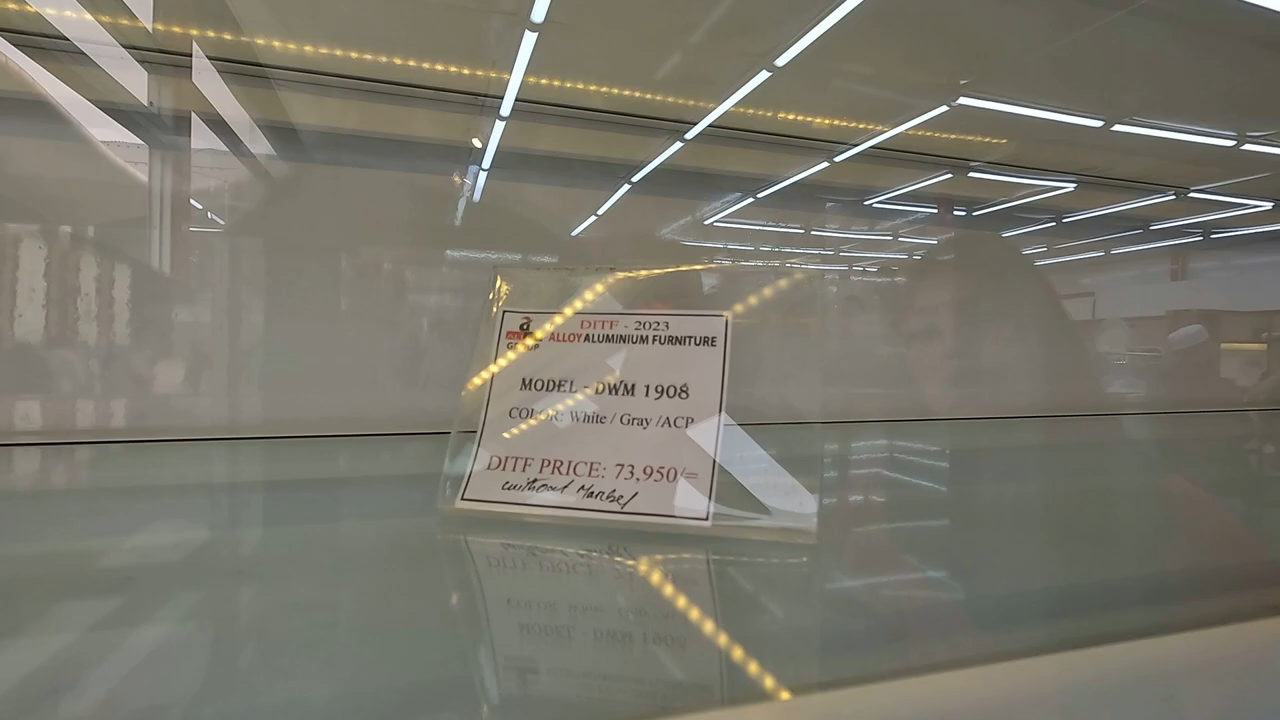 DITF - 2023
ALLOY ALUMINIUM FURNITURE
GROUP
MODEL - DWM 1908
COLOR: White / Gray /ACP
DITF PRICE: 73,950/=
without Marbel